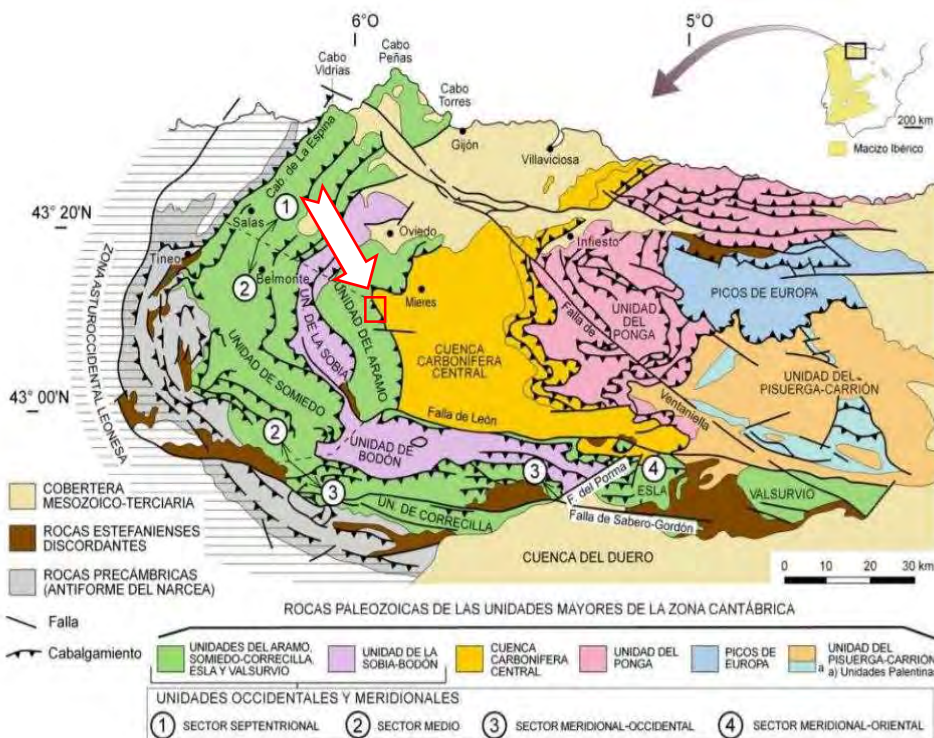 6°O
5°O
Cabo
Peñas
Cabo
Vidrias
Cabo
Torres
Gijón
Villaviciosa
200 km
Macizo Ibérico
Cab. de La Espina
43° 20'N
Salas
1
Oviedo
Infiesto
Tineo
Belmonte
2
Mieres
PICOS DE EUROPA
ZONA ASTUROCCIDENTAL LEONESA
UN. DE LA SOBIA
UNIDAD DEL ARAMO
Falla de
UNIDAD
DEL
PONGA
CUENCA
CARBONÍFERA
CENTRAL
UNIDAD DEL
PISUERGA-CARRIÓN
UNIDAD DE SOMIEDO
43° 00'N
Falla de León
Ventaniella
2
UNIDAD
DE
BODÓN
3
3
F. del Porma
4
ESLA
VALSURVIO
UN. DE CORRECILLA
Falla de Sabero-Gordón
CUENCA DEL DUERO
0 10 20 30 km
COBERTERA
MESOZOICO-TERCIARIA
ROCAS ESTEFANIENSES
DISCORDANTES
ROCAS PRECÁMBRICAS
(ANTIFORME DEL NARCEA)
Falla
Cabalgamiento
ROCAS PALEOZOICAS DE LAS UNIDADES MAYORES DE LA ZONA CANTÁBRICA
UNIDADES DEL ARAMO,
SOMIEDO-CORRECILLA,
ESLA Y VALSURVIO
UNIDAD DE LA
SOBIA-BODÓN
CUENCA
CARBONÍFERA
CENTRAL
UNIDAD DEL
PONGA
PICOS DE
EUROPA
UNIDAD DEL
PISUERGA-CARRIÓN
a a) Unidades Palentinas
UNIDADES OCCIDENTALES Y MERIDIONALES
1 SECTOR SEPTENTRIONAL
2 SECTOR MEDIO
3 SECTOR MERIDIONAL-OCCIDENTAL
4 SECTOR MERIDIONAL-ORIENTAL